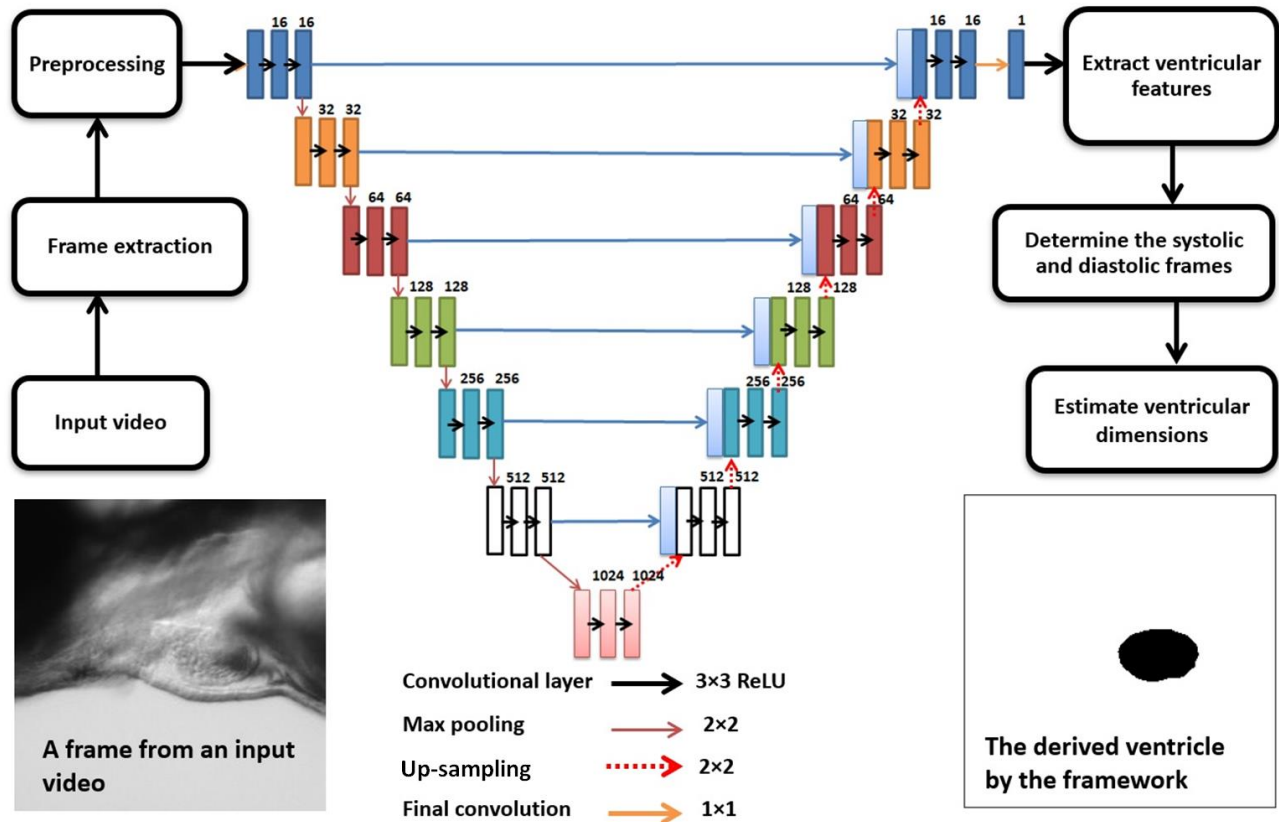 Preprocessing
Frame extraction
Input video
16 16
32 32
64 64
128 128
256 256
512 512
1024 1024
512 512
256 256
128 128
64 64
32 32
16 16 1
Extract ventricular
features
Determine the systolic
and diastolic frames
Estimate ventricular
dimensions
A frame from an input
video
Convolutional layer 3×3 ReLU
Max pooling 2×2
Up-sampling 2×2
Final convolution 1×1
The derived ventricle
by the framework